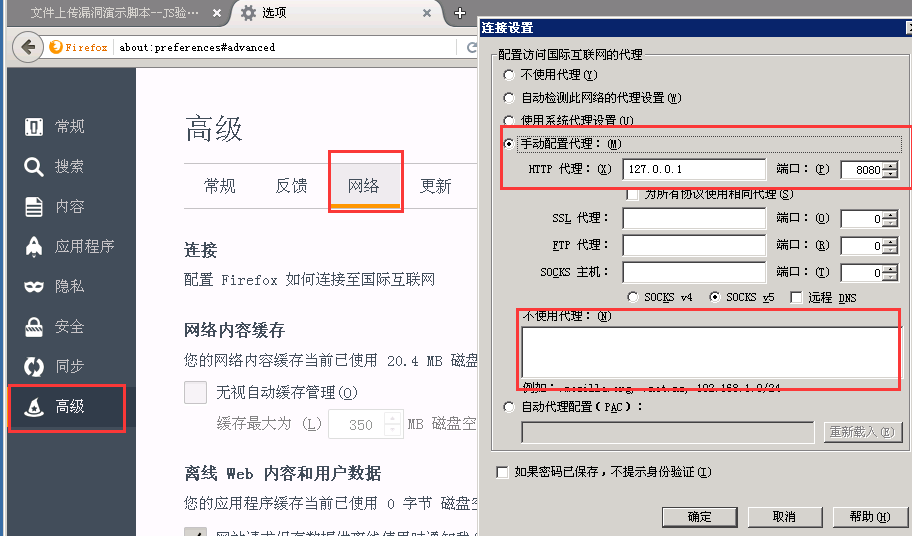 文件上传漏洞演示脚本--JS验…
选项
Firefox
about:preferences#advanced
常规
搜索
内容
应用程序
隐私
安全
同步
高级
高级
常规
反馈
网络
更新
连接
配置 Firefox 如何连接至国际互联网
网络内容缓存
您的网络内容缓存当前已使用 20.4 MB 磁盘
无视自动缓存管理(O)
缓存最大为 (L)
350
MB 磁盘空
离线 Web 内容和用户数据
您的应用程序缓存当前已使用 0 字节 磁盘空
连接设置
配置访问国际互联网的代理
不使用代理(Y)
自动检测此网络的代理设置(W)
使用系统代理设置(U)
手动配置代理：(M)
HTTP 代理：(X)
127.0.0.1
端口：(P)
8080
为所有协议使用相同代理(S)
SSL 代理：
端口：(O)
0
FTP 代理：
端口：(R)
0
SOCKS 主机：
端口：(T)
0
SOCKS v4
SOCKS v5
远程 DNS
不使用代理：(N)
例如：.mozilla.org, .net.nz, 192.168.1.0/24
自动代理配置(PAC)：
重新载入(E)
如果密码已保存，不提示身份验证(I)
确定
取消
帮助(H)